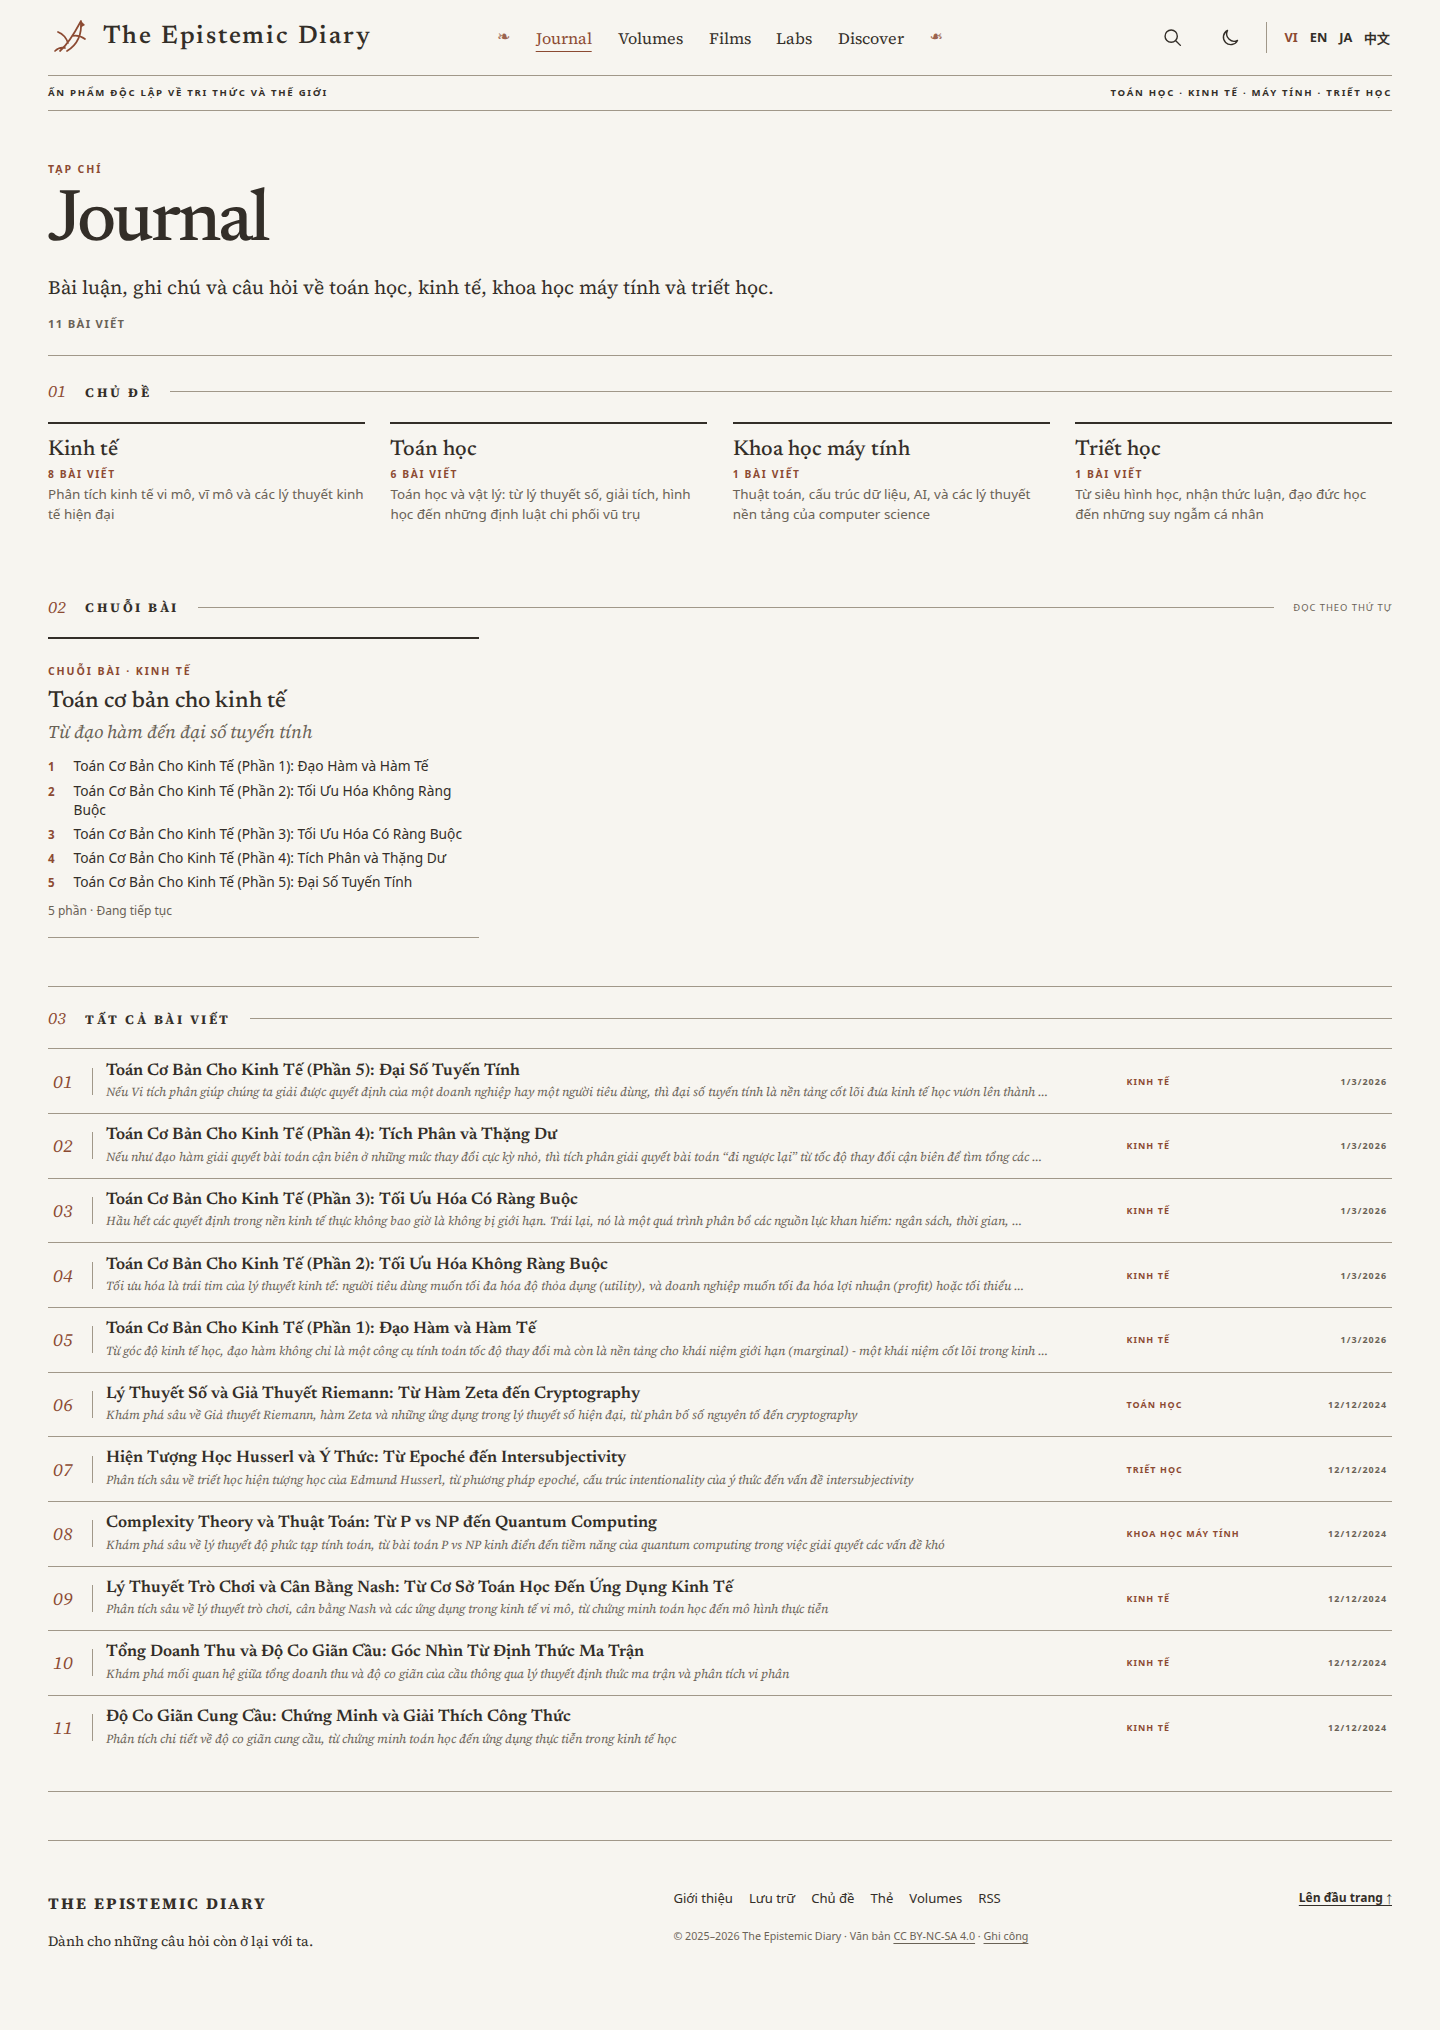 The Epistemic Diary
❧ Journal Volumes Films Labs Discover ☙
VI EN JA 中文
ẤN PHẨM ĐỘC LẬP VỀ TRI THỨC VÀ THẾ GIỚI
TOÁN HỌC · KINH TẾ · MÁY TÍNH · TRIẾT HỌC
TẠP CHÍ
Journal
Bài luận, ghi chú và câu hỏi về toán học, kinh tế, khoa học máy tính và triết học.
11 BÀI VIẾT
01 CHỦ ĐỀ
Kinh tế
8 BÀI VIẾT
Phân tích kinh tế vi mô, vĩ mô và các lý thuyết kinh
tế hiện đại
Toán học
6 BÀI VIẾT
Toán học và vật lý: từ lý thuyết số, giải tích, hình
học đến những định luật chi phối vũ trụ
Khoa học máy tính
1 BÀI VIẾT
Thuật toán, cấu trúc dữ liệu, AI, và các lý thuyết
nền tảng của computer science
Triết học
1 BÀI VIẾT
Từ siêu hình học, nhận thức luận, đạo đức học
đến những suy ngẫm cá nhân
02 CHUỖI BÀI
ĐỌC THEO THỨ TỰ
CHUỖI BÀI · KINH TẾ
Toán cơ bản cho kinh tế
Từ đạo hàm đến đại số tuyến tính
1 Toán Cơ Bản Cho Kinh Tế (Phần 1): Đạo Hàm và Hàm Tế
2 Toán Cơ Bản Cho Kinh Tế (Phần 2): Tối Ưu Hóa Không Ràng
Buộc
3 Toán Cơ Bản Cho Kinh Tế (Phần 3): Tối Ưu Hóa Có Ràng Buộc
4 Toán Cơ Bản Cho Kinh Tế (Phần 4): Tích Phân và Thặng Dư
5 Toán Cơ Bản Cho Kinh Tế (Phần 5): Đại Số Tuyến Tính
5 phần · Đang tiếp tục
03 TẤT CẢ BÀI VIẾT
01 Toán Cơ Bản Cho Kinh Tế (Phần 5): Đại Số Tuyến Tính
Nếu Vi tích phân giúp chúng ta giải được quyết định của một doanh nghiệp hay một người tiêu dùng, thì đại số tuyến tính là nền tảng cốt lõi đưa kinh tế học vươn lên thành ...
KINH TẾ 1/3/2026
02 Toán Cơ Bản Cho Kinh Tế (Phần 4): Tích Phân và Thặng Dư
Nếu như đạo hàm giải quyết bài toán cận biên ở những mức thay đổi cực kỳ nhỏ, thì tích phân giải quyết bài toán “đi ngược lại” từ tốc độ thay đổi cận biên để tìm tổng các ...
KINH TẾ 1/3/2026
03 Toán Cơ Bản Cho Kinh Tế (Phần 3): Tối Ưu Hóa Có Ràng Buộc
Hầu hết các quyết định trong nền kinh tế thực không bao giờ là không bị giới hạn. Trái lại, nó là một quá trình phân bổ các nguồn lực khan hiếm: ngân sách, thời gian, ...
KINH TẾ 1/3/2026
04 Toán Cơ Bản Cho Kinh Tế (Phần 2): Tối Ưu Hóa Không Ràng Buộc
Tối ưu hóa là trái tim của lý thuyết kinh tế: người tiêu dùng muốn tối đa hóa độ thỏa dụng (utility), và doanh nghiệp muốn tối đa hóa lợi nhuận (profit) hoặc tối thiểu ...
KINH TẾ 1/3/2026
05 Toán Cơ Bản Cho Kinh Tế (Phần 1): Đạo Hàm và Hàm Tế
Từ góc độ kinh tế học, đạo hàm không chỉ là một công cụ tính toán tốc độ thay đổi mà còn là nền tảng cho khái niệm giới hạn (marginal) - một khái niệm cốt lõi trong kinh ...
KINH TẾ 1/3/2026
06 Lý Thuyết Số và Giả Thuyết Riemann: Từ Hàm Zeta đến Cryptography
Khám phá sâu về Giả thuyết Riemann, hàm Zeta và những ứng dụng trong lý thuyết số hiện đại, từ phân bố số nguyên tố đến cryptography
TOÁN HỌC 12/12/2024
07 Hiện Tượng Học Husserl và Ý Thức: Từ Epoché đến Intersubjectivity
Phân tích sâu về triết học hiện tượng học của Edmund Husserl, từ phương pháp epoché, cấu trúc intentionality của ý thức đến vấn đề intersubjectivity
TRIẾT HỌC 12/12/2024
08 Complexity Theory và Thuật Toán: Từ P vs NP đến Quantum Computing
Khám phá sâu về lý thuyết độ phức tạp tính toán, từ bài toán P vs NP kinh điển đến tiềm năng của quantum computing trong việc giải quyết các vấn đề khó
KHOA HỌC MÁY TÍNH 12/12/2024
09 Lý Thuyết Trò Chơi và Cân Bằng Nash: Từ Cơ Sở Toán Học Đến Ứng Dụng Kinh Tế
Phân tích sâu về lý thuyết trò chơi, cân bằng Nash và các ứng dụng trong kinh tế vi mô, từ chứng minh toán học đến mô hình thực tiễn
KINH TẾ 12/12/2024
10 Tổng Doanh Thu và Độ Co Giãn Cầu: Góc Nhìn Từ Định Thức Ma Trận
Khám phá mối quan hệ giữa tổng doanh thu và độ co giãn của cầu thông qua lý thuyết định thức ma trận và phân tích vi phân
KINH TẾ 12/12/2024
11 Độ Co Giãn Cung Cầu: Chứng Minh và Giải Thích Công Thức
Phân tích chi tiết về độ co giãn cung cầu, từ chứng minh toán học đến ứng dụng thực tiễn trong kinh tế học
KINH TẾ 12/12/2024
THE EPISTEMIC DIARY
Dành cho những câu hỏi còn ở lại với ta.
Giới thiệu Lưu trữ Chủ đề Thẻ Volumes RSS
© 2025–2026 The Epistemic Diary · Văn bản CC BY-NC-SA 4.0 · Ghi công
Lên đầu trang ↑